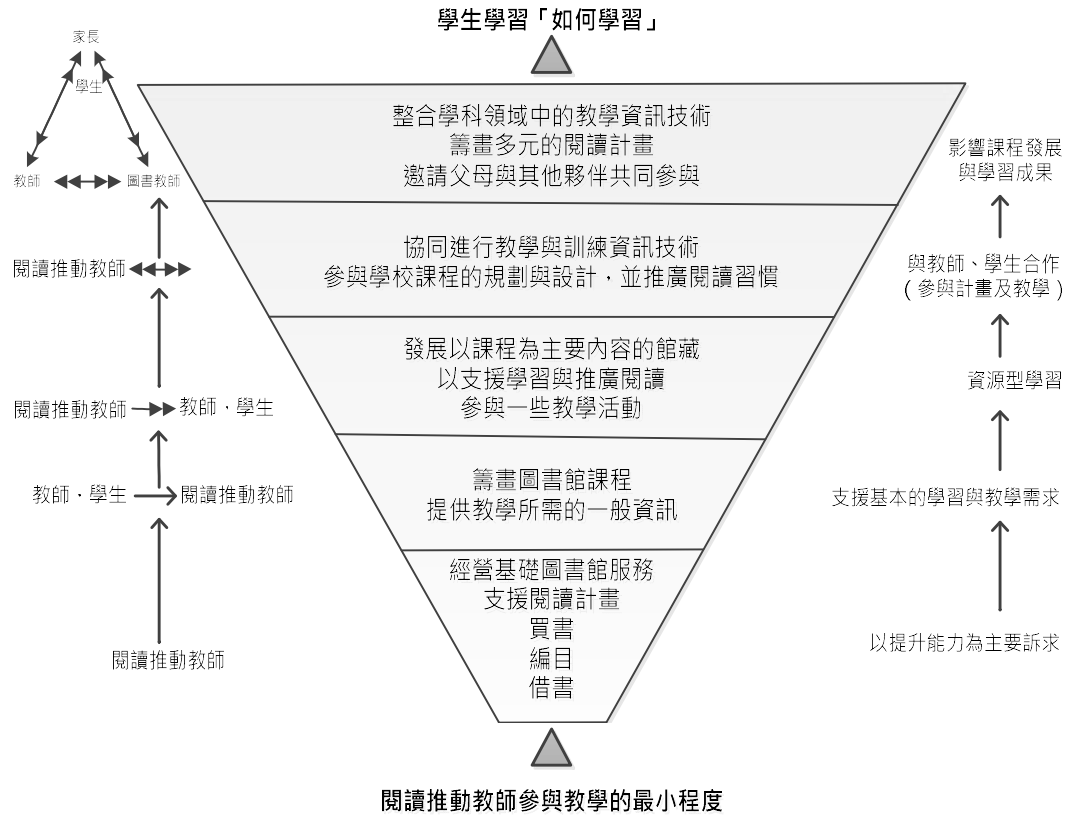 學生學習「如何學習」
家長
學生
教師
圖書教師
閱讀推動教師
閱讀推動教師
教師・學生
教師・學生
閱讀推動教師
閱讀推動教師
整合學科領域中的教學資訊技術
籌畫多元的閱讀計畫
邀請父母與其他夥伴共同參與
協同進行教學與訓練資訊技術
參與學校課程的規劃與設計，並推廣閱讀習慣
發展以課程為主要內容的館藏
以支援學習與推廣閱讀
參與一些教學活動
籌畫圖書館課程
提供教學所需的一般資訊
經營基礎圖書館服務
支援閱讀計畫
買書
編目
借書
影響課程發展
與學習成果
與教師、學生合作
（參與計畫及教學）
資源型學習
支援基本的學習與教學需求
以提升能力為主要訴求
閱讀推動教師參與教學的最小程度